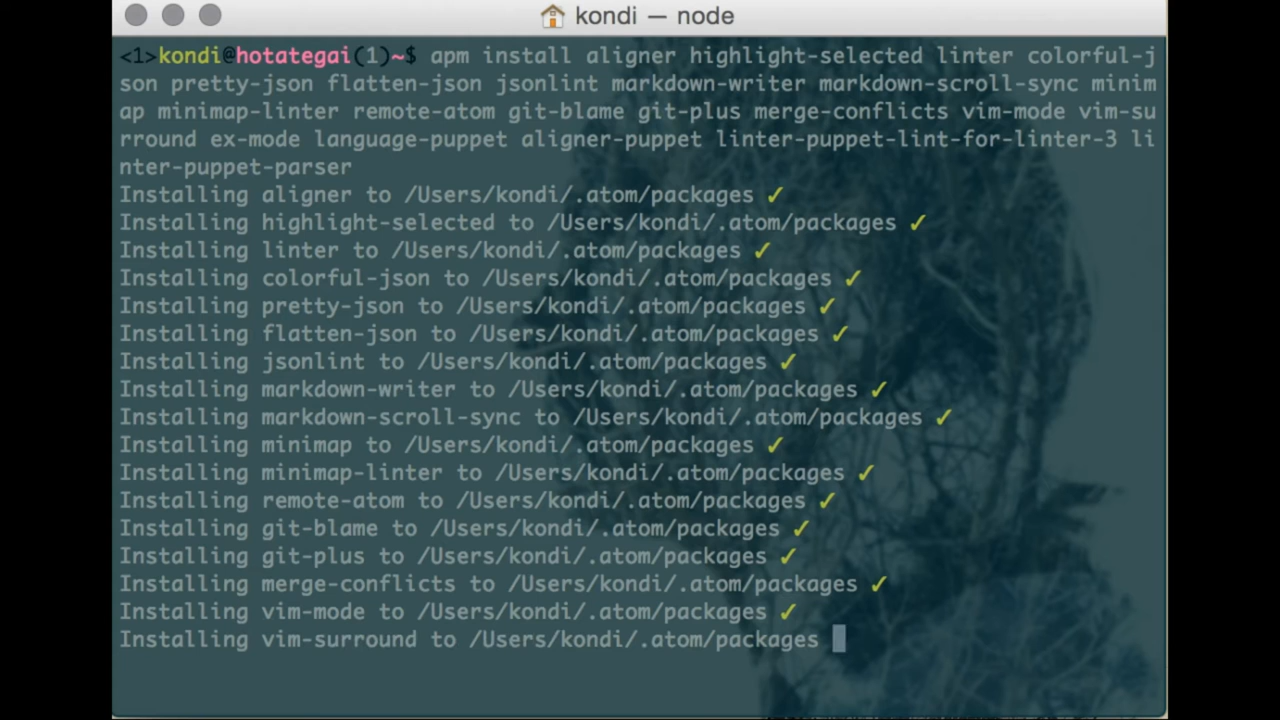 kondi — node
<1>kondi@hotategai(1)~$ apm install aligner highlight-selected linter colorful-j
son pretty-json flatten-json jsonlint markdown-writer markdown-scroll-sync minim
ap minimap-linter remote-atom git-blame git-plus merge-conflicts vim-mode vim-su
rround ex-mode language-puppet aligner-puppet linter-puppet-lint-for-linter-3 li
nter-puppet-parser
Installing aligner to /Users/kondi/.atom/packages ✓
Installing highlight-selected to /Users/kondi/.atom/packages ✓
Installing linter to /Users/kondi/.atom/packages ✓
Installing colorful-json to /Users/kondi/.atom/packages ✓
Installing pretty-json to /Users/kondi/.atom/packages ✓
Installing flatten-json to /Users/kondi/.atom/packages ✓
Installing jsonlint to /Users/kondi/.atom/packages ✓
Installing markdown-writer to /Users/kondi/.atom/packages ✓
Installing markdown-scroll-sync to /Users/kondi/.atom/packages ✓
Installing minimap to /Users/kondi/.atom/packages ✓
Installing minimap-linter to /Users/kondi/.atom/packages ✓
Installing remote-atom to /Users/kondi/.atom/packages ✓
Installing git-blame to /Users/kondi/.atom/packages ✓
Installing git-plus to /Users/kondi/.atom/packages ✓
Installing merge-conflicts to /Users/kondi/.atom/packages ✓
Installing vim-mode to /Users/kondi/.atom/packages ✓
Installing vim-surround to /Users/kondi/.atom/packages